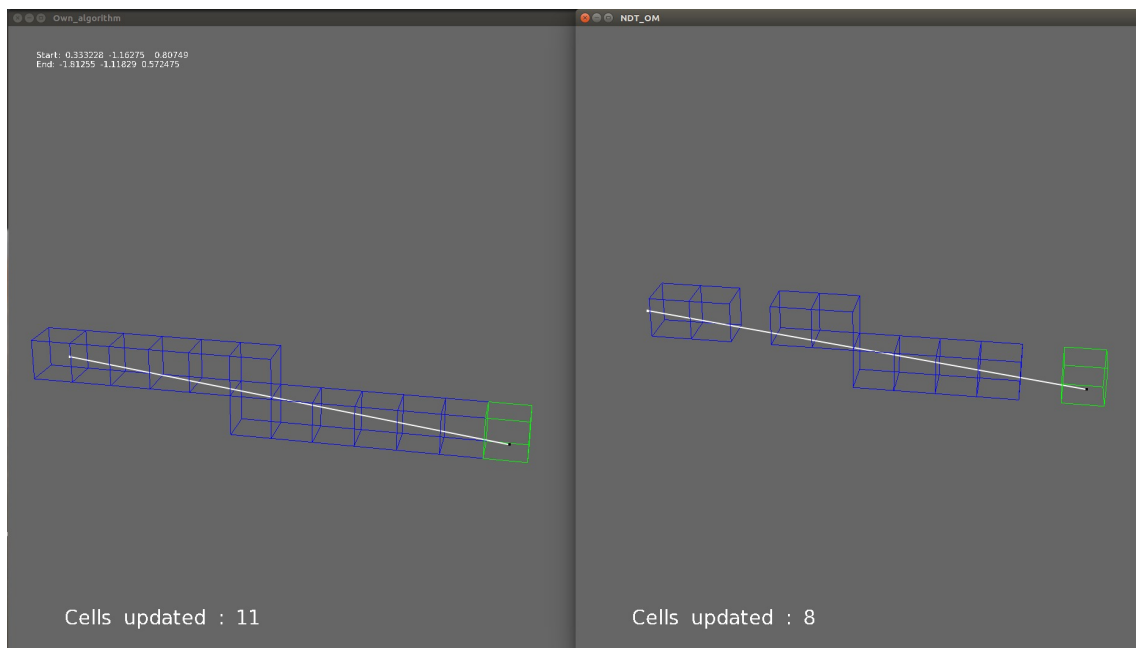 Own_algorithm
NDT_OM
Start: 0.333228 -1.16275 0.80749
End: -1.81255 -1.11829 0.572475
Cells updated : 11
Cells updated : 8